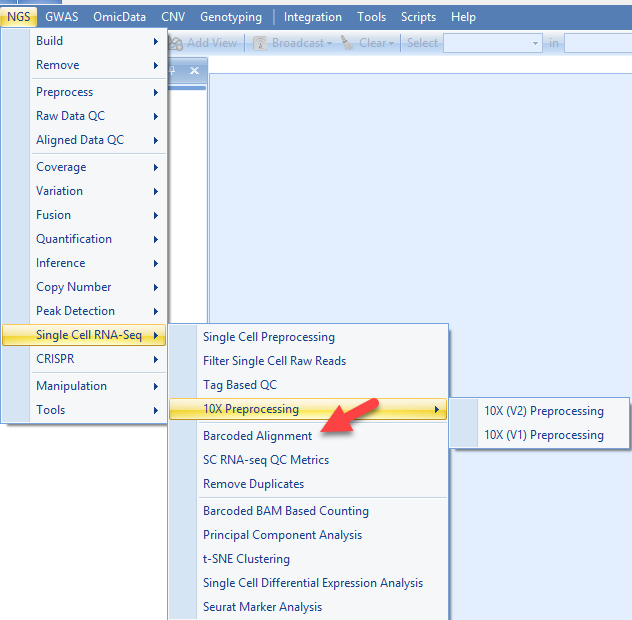 NGS GWAS OmicData CNV Genotyping Integration Tools Scripts Help
Add View Broadcast Clear Select in
Build
Remove
Preprocess
Raw Data QC
Aligned Data QC
Coverage
Variation
Fusion
Quantification
Inference
Copy Number
Peak Detection
Single Cell RNA-Seq
CRISPR
Manipulation
Tools
Single Cell Preprocessing
Filter Single Cell Raw Reads
Tag Based QC
10X Preprocessing
Barcoded Alignment
SC RNA-seq QC Metrics
Remove Duplicates
Barcoded BAM Based Counting
Principal Component Analysis
t-SNE Clustering
Single Cell Differential Expression Analysis
Seurat Marker Analysis
10X (V2) Preprocessing
10X (V1) Preprocessing